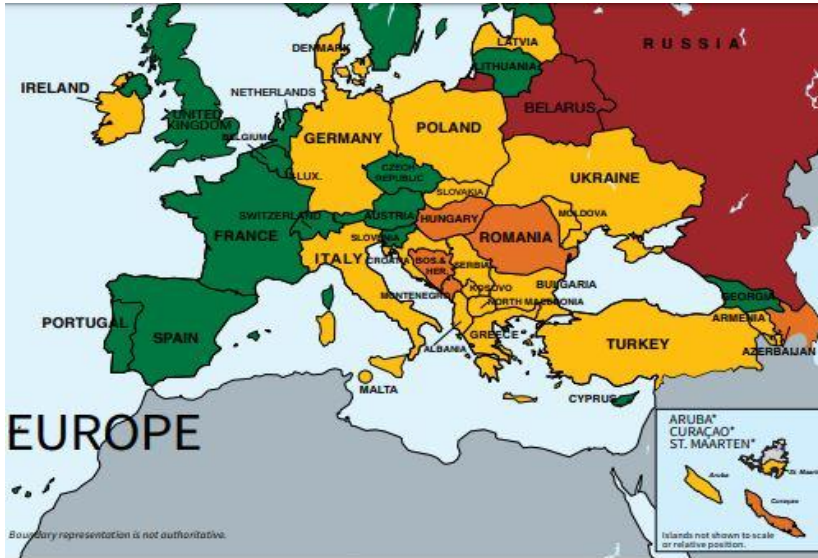 RUSSIA
DENMARK
LATVIA
LITHUANIA
IRELAND
NETHERLANDS
BELARUS
UNITED
KINGDOM
BELGIUM
GERMANY
POLAND
LUX.
CZECH
REPUBLIC
UKRAINE
SLOVAKIA
SWITZERLAND
AUSTRIA
HUNGARY
MOLDOVA
FRANCE
SLOVENIA
ROMANIA
ITALY
CROATIA
BOS.&
HER.
SERBIA
MONTENEGRO
KOSOVO
BULGARIA
NORTH MACEDONIA
GEORGIA
PORTUGAL
SPAIN
ARMENIA
AZERBAIJAN
ALBANIA
GREECE
TURKEY
MALTA
CYPRUS
EUROPE
ARUBA*
CURAÇAO*
ST. MAARTEN*
Aruba
Curaçao
Islands not shown to scale
or relative position.
Boundary representation is not authoritative.